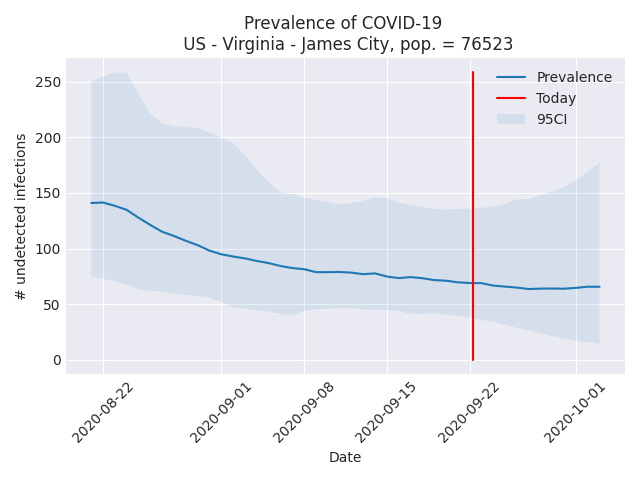 Prevalence of COVID-19
US - Virginia - James City, pop. = 76523
Prevalence
Today
95CI
# undetected infections
250
200
150
100
50
0
2020-08-22
2020-09-01
2020-09-08
2020-09-15
2020-09-22
2020-10-01
Date